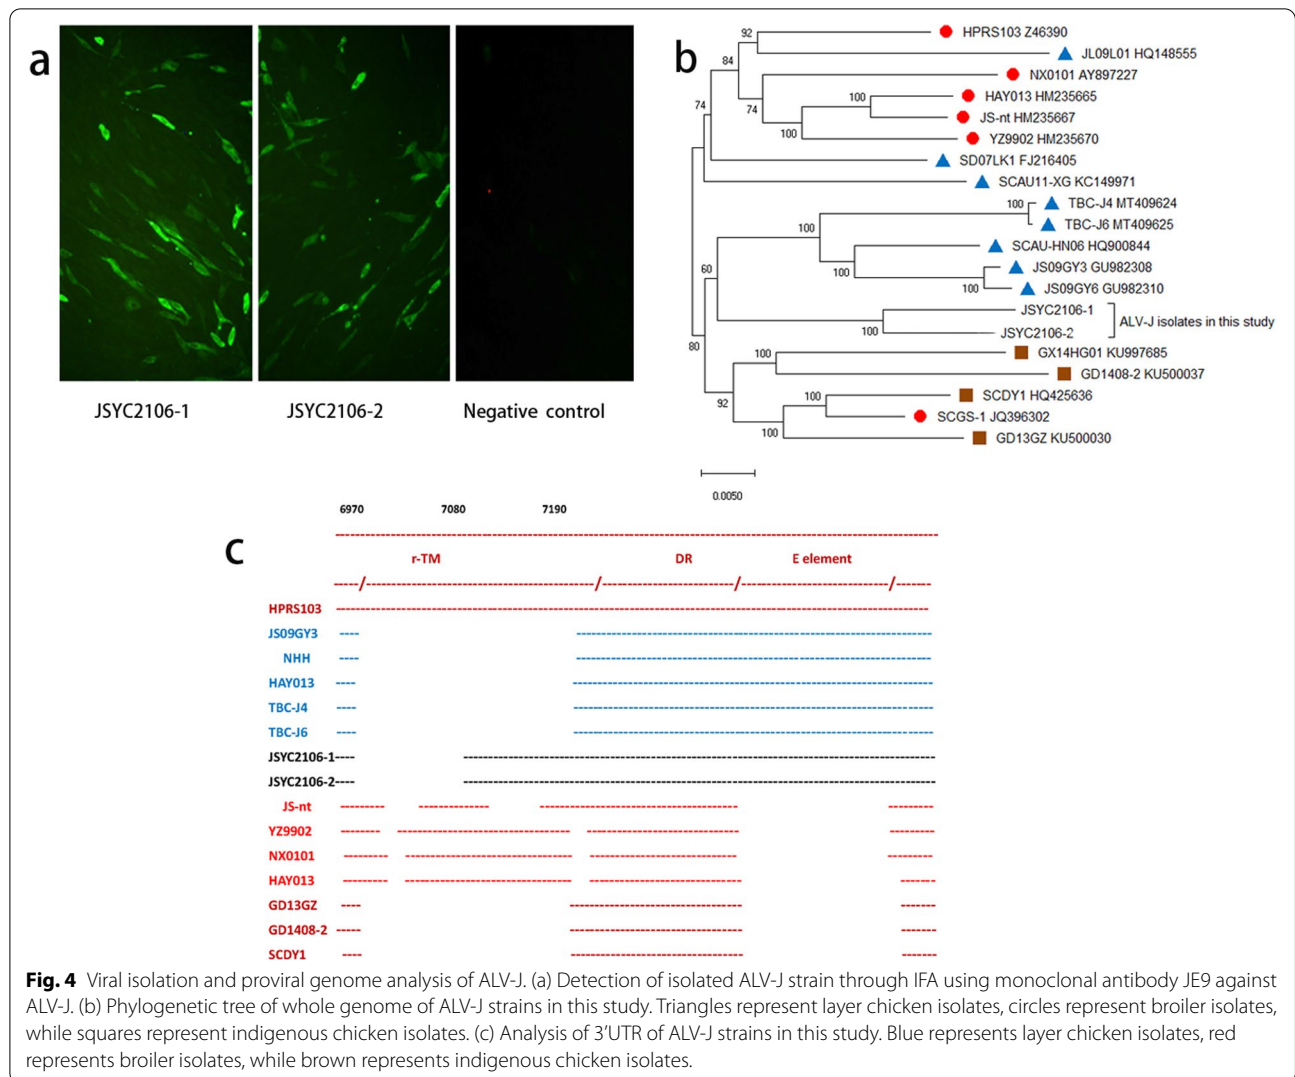 a
JSYC2106-1
JSYC2106-2
Negative control
b
92
HPRS103 Z46390
JL09L01 HQ148555
84
NX0101 AY897227
74
100
HAY013 HM235665
74
JS-nt HM235667
100
YZ9902 HM235670
SD07LK1 FJ216405
SCAU11-XG KC149971
100
TBC-J4 MT409624
TBC-J6 MT409625
100
SCAU-HN06 HQ900844
60
100
JS09GY3 GU982308
100
JS09GY6 GU982310
JSYC2106-1
ALV-J isolates in this study
100
JSYC2106-2
80
100
GX14HG01 KU997685
GD1408-2 KU500037
100
SCDY1 HQ425636
92
SCGS-1 JQ396302
100
GD13GZ KU500030
0.0050
c
6970 7080 7190
r-TM DR E element
HPRS103
JS09GY3
NHH
HAY013
TBC-J4
TBC-J6
JSYC2106-1
JSYC2106-2
JS-nt
YZ9902
NX0101
HAY013
GD13GZ
GD1408-2
SCDY1
Fig. 4 Viral isolation and proviral genome analysis of ALV-J. (a) Detection of isolated ALV-J strain through IFA using monoclonal antibody JE9 against
ALV-J. (b) Phylogenetic tree of whole genome of ALV-J strains in this study. Triangles represent layer chicken isolates, circles represent broiler isolates,
while squares represent indigenous chicken isolates. (c) Analysis of 3’UTR of ALV-J strains in this study. Blue represents layer chicken isolates, red
represents broiler isolates, while brown represents indigenous chicken isolates.